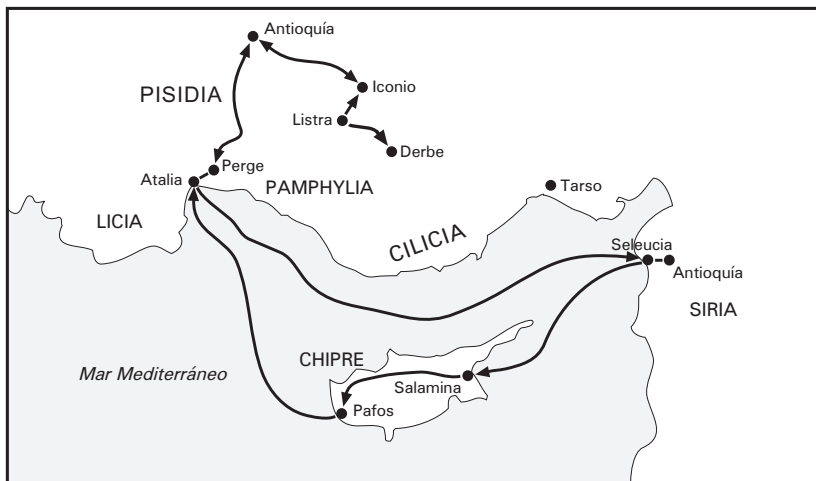 Antioquía
PISIDIA
Iconio
Listra
Derbe
Perge
Atalia
PAMPHYLIA
Tarso
LICIA
CILICIA
Seleucia
Antioquía
SIRIA
CHIPRE
Mar Mediterráneo
Salamina
Pafos